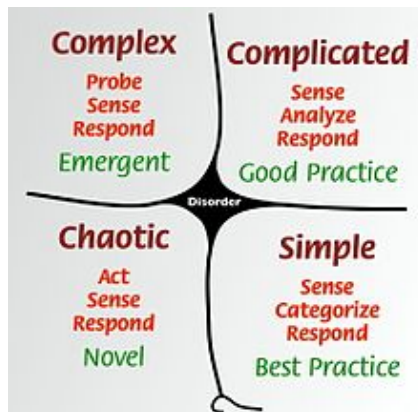 Complex
Probe
Sense
Respond
Emergent
Complicated
Sense
Analyze
Respond
Good Practice
Disorder
Chaotic
Act
Sense
Respond
Novel
Simple
Sense
Categorize
Respond
Best Practice